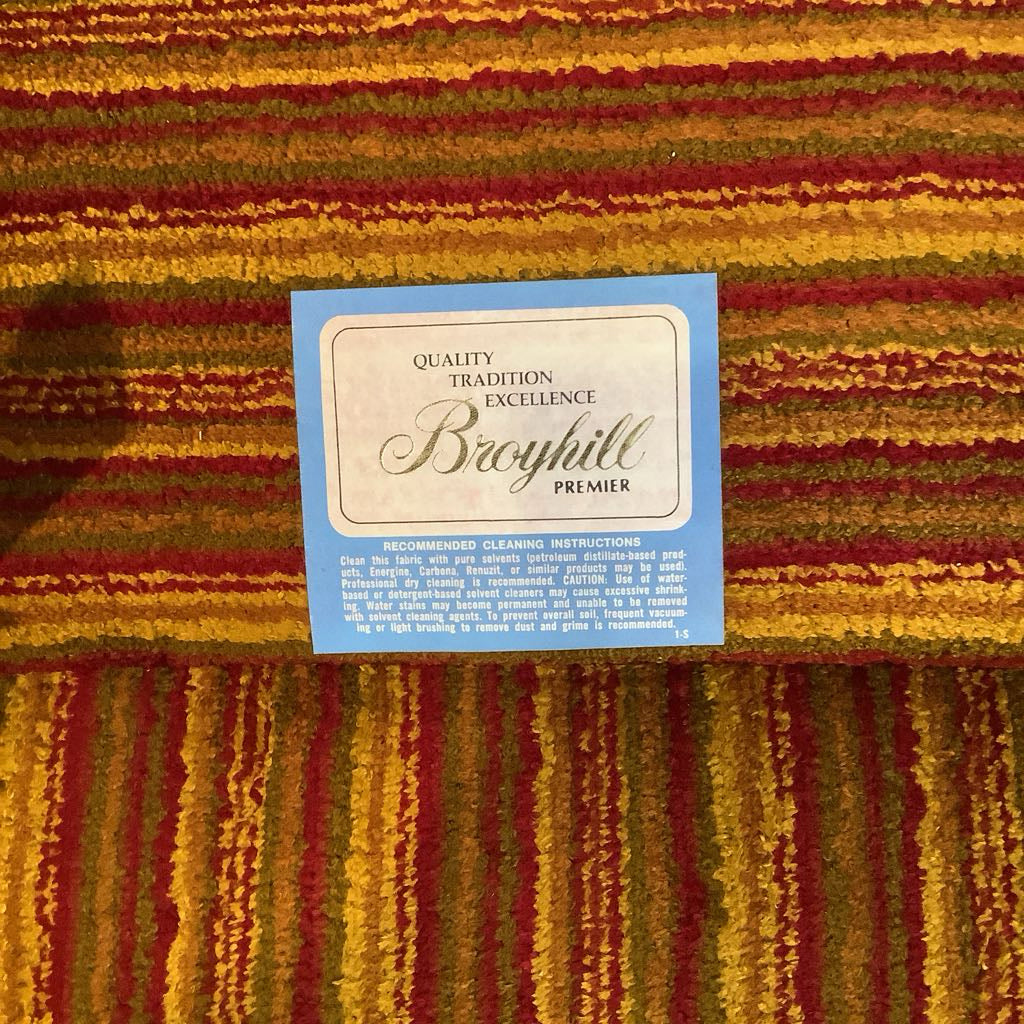 QUALITY
TRADITION
EXCELLENCE
Broyhill
PREMIER
RECOMMENDED CLEANING INSTRUCTIONS
Clean this fabric with pure solvents (petroleum distillate-based prod-
ucts, Energine, Carbona, Renuzit, or similar products may be used).
Professional dry cleaning is recommended. CAUTION: Use of water-
based or detergent-based solvent cleaners may cause excessive shrink-
ing. Water stains may become permanent and unable to be removed
with solvent cleaning agents. To prevent overall soil, frequent vacuum-
ing or light brushing to remove dust and grime is recommended.
1-S